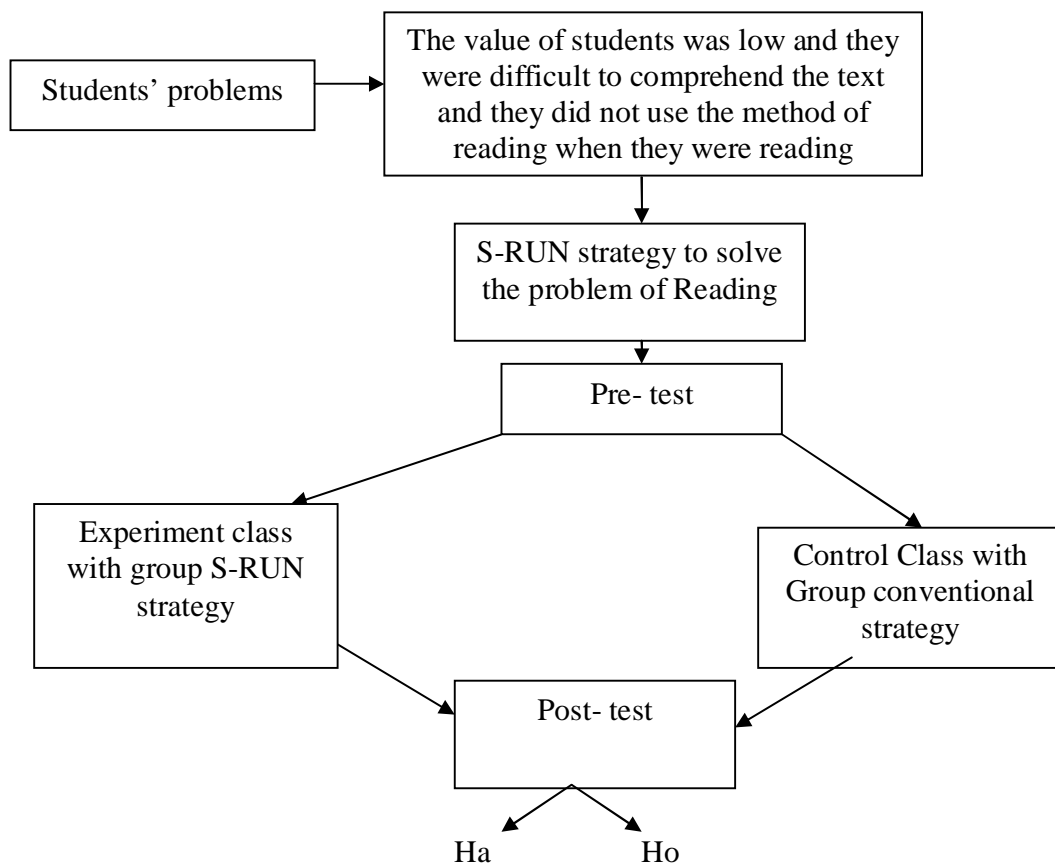 The value of students was low and they
were difficult to comprehend the text
and they did not use the method of
reading when they were reading
Students’ problems
S-RUN strategy to solve
the problem of Reading
Pre- test
Experiment class
with group S-RUN
strategy
Control Class with
Group conventional
strategy
Post- test
Ha
Ho